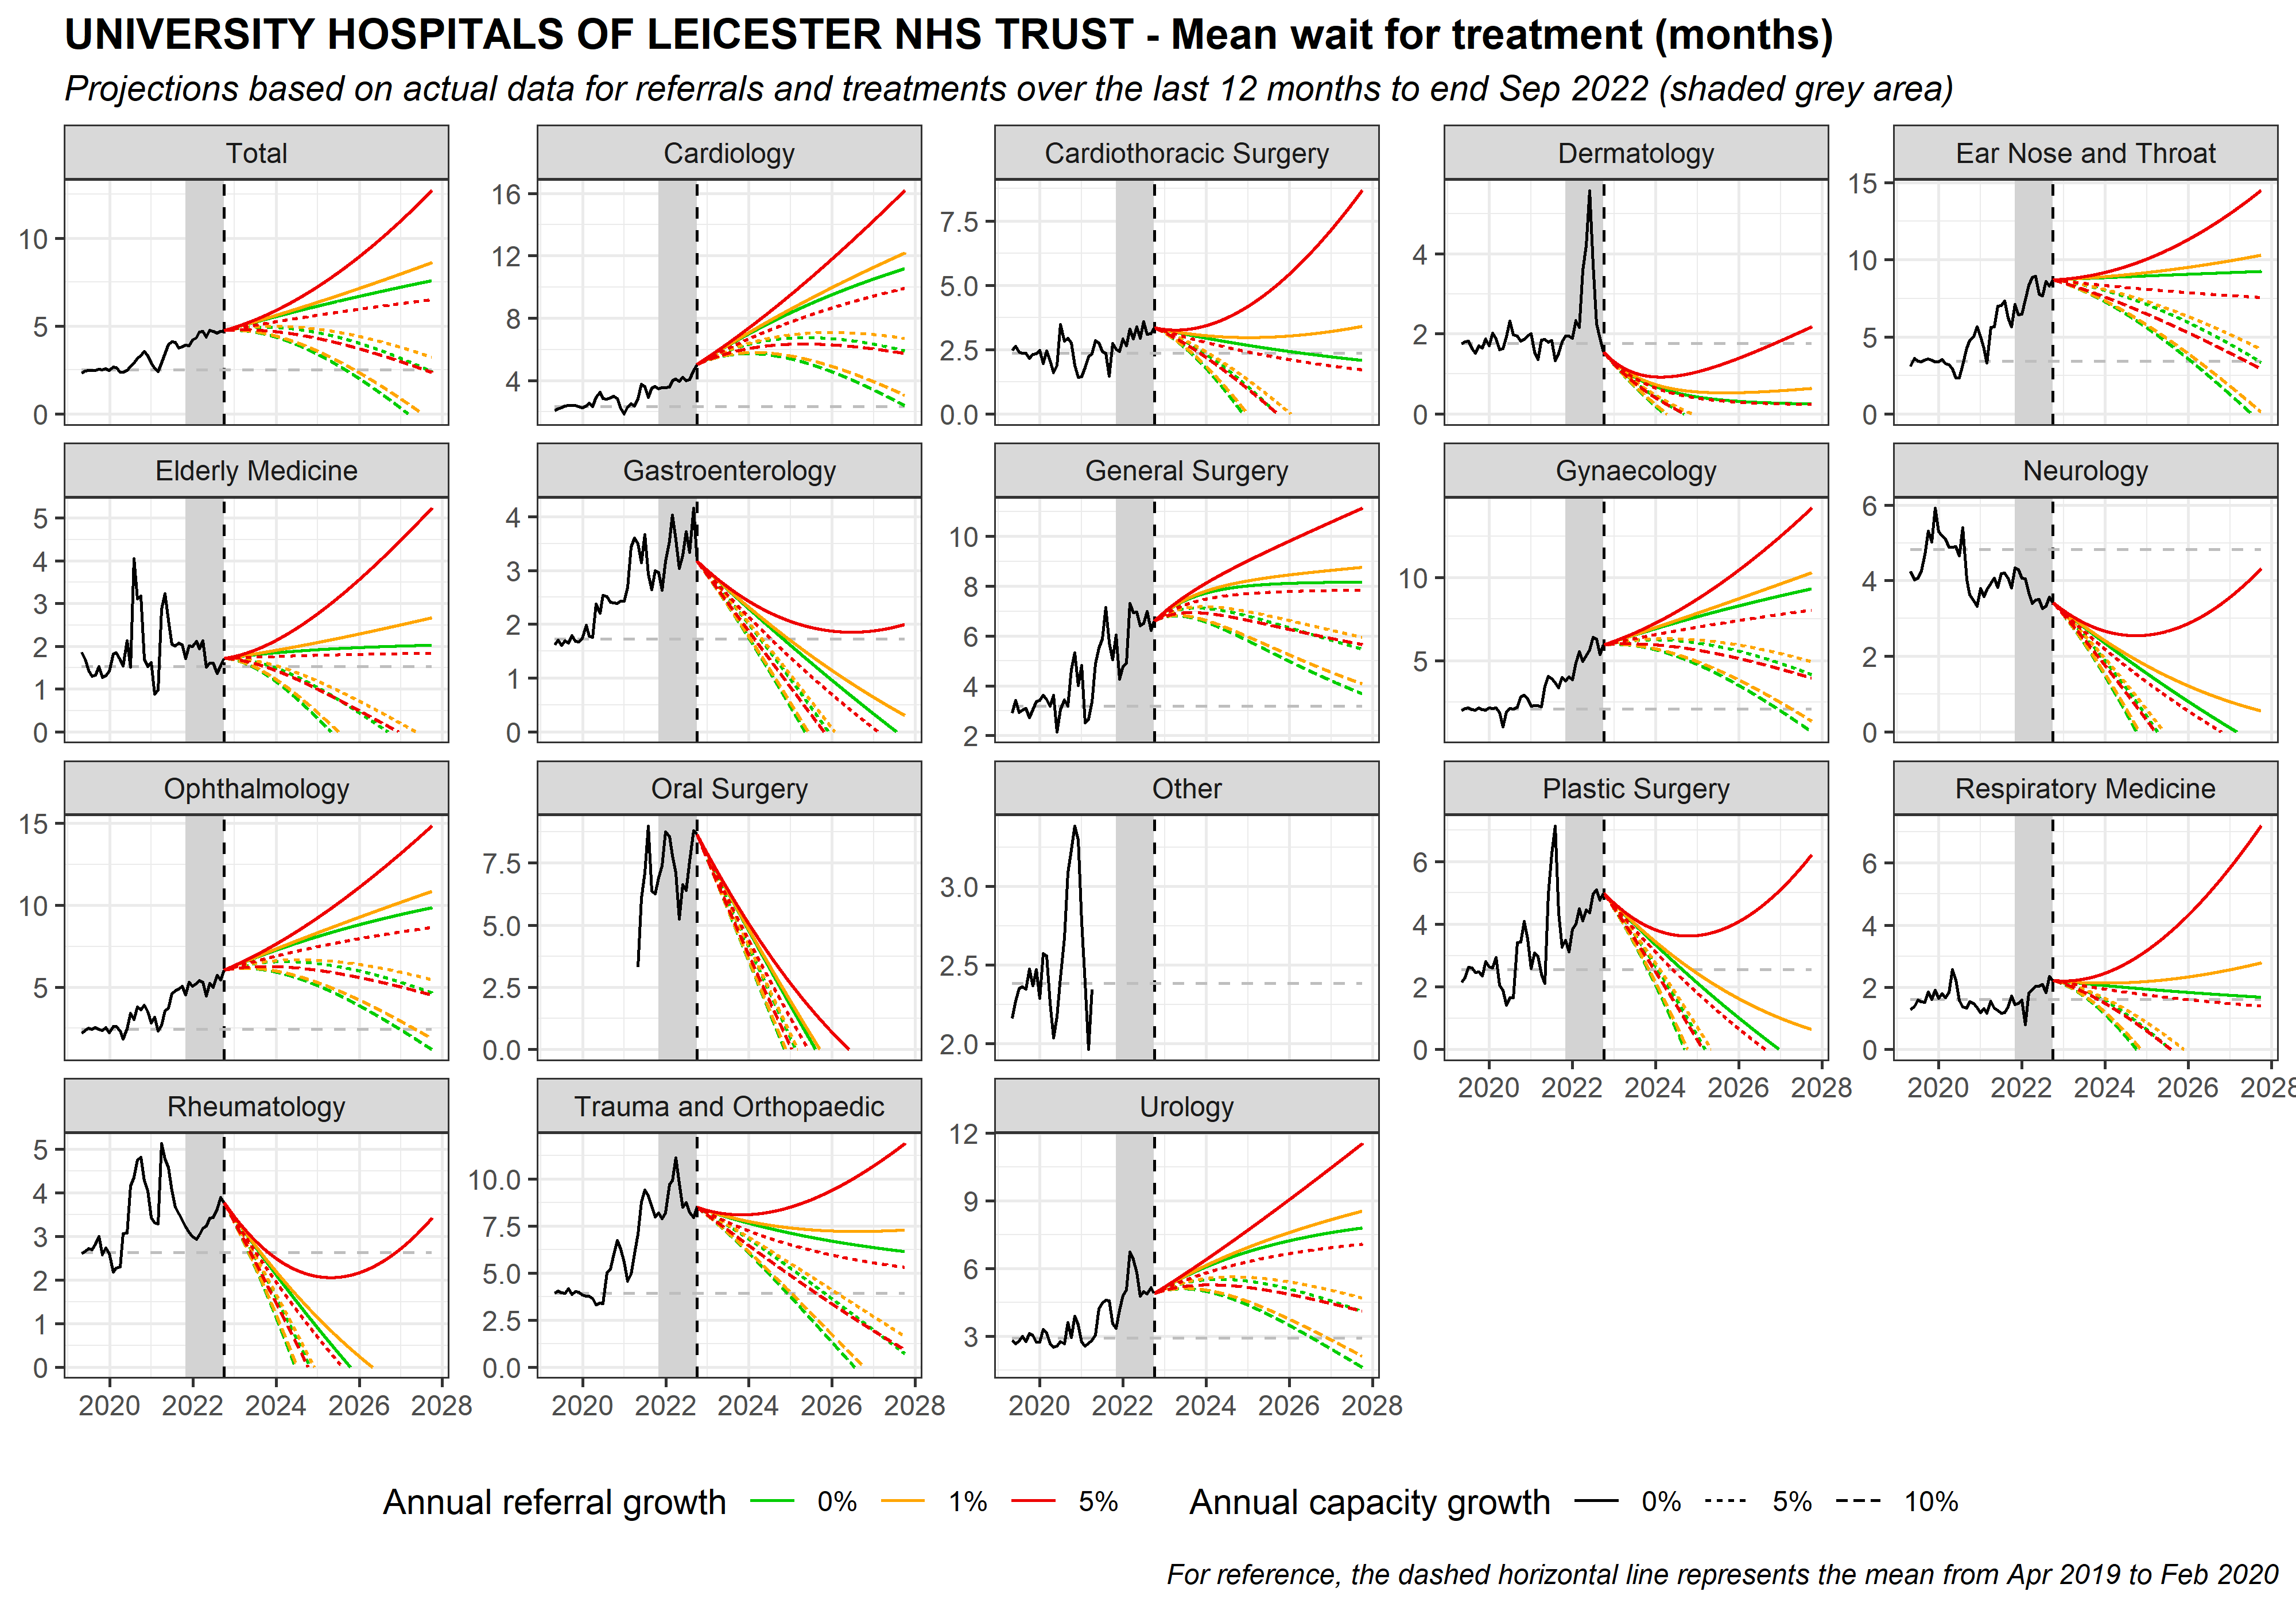 UNIVERSITY HOSPITALS OF LEICESTER NHS TRUST - Mean wait for treatment (months)
Projections based on actual data for referrals and treatments over the last 12 months to end Sep 2022 (shaded grey area)
Total
Cardiology
Cardiothoracic Surgery
Dermatology
Ear Nose and Throat
10
5
0
16
12
8
4
7.5
5.0
2.5
0.0
4
2
0
15
10
5
0
Elderly Medicine
Gastroenterology
General Surgery
Gynaecology
Neurology
5
4
3
2
1
0
4
3
2
1
0
10
8
6
4
2
10
5
6
4
2
0
Ophthalmology
Oral Surgery
Other
Plastic Surgery
Respiratory Medicine
15
10
5
7.5
5.0
2.5
0.0
3.0
2.5
2.0
6
4
2
0
6
4
2
0
2020 2022 2024 2026 2028
2020 2022 2024 2026 2028
Rheumatology
Trauma and Orthopaedic
Urology
5
4
3
2
1
0
10.0
7.5
5.0
2.5
0.0
12
9
6
3
2020 2022 2024 2026 2028
2020 2022 2024 2026 2028
2020 2022 2024 2026 2028
Annual referral growth 0% 1% 5% Annual capacity growth 0% 5% 10%
For reference, the dashed horizontal line represents the mean from Apr 2019 to Feb 2020